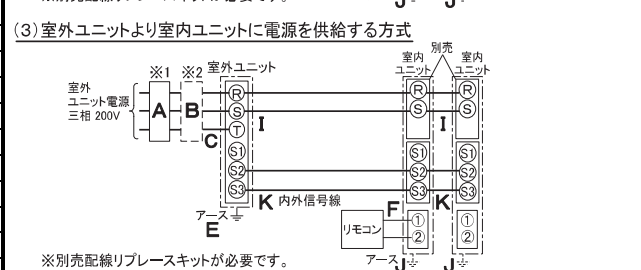 (3)室外ユニットより室内ユニットに電源を供給する方式
別売
※1 ※2 室外ユニット 室内ユニット 室内ユニット
室外
ユニット電源
三相 200V
A B C
R S T S1 S2 S3
I
R S S1 S2 S3
I
R S S1 S2 S3
K 内外信号線 K
アース
E
リモコン F ① ② ① ②
アース J J
※別売配線リプレースキットが必要です。